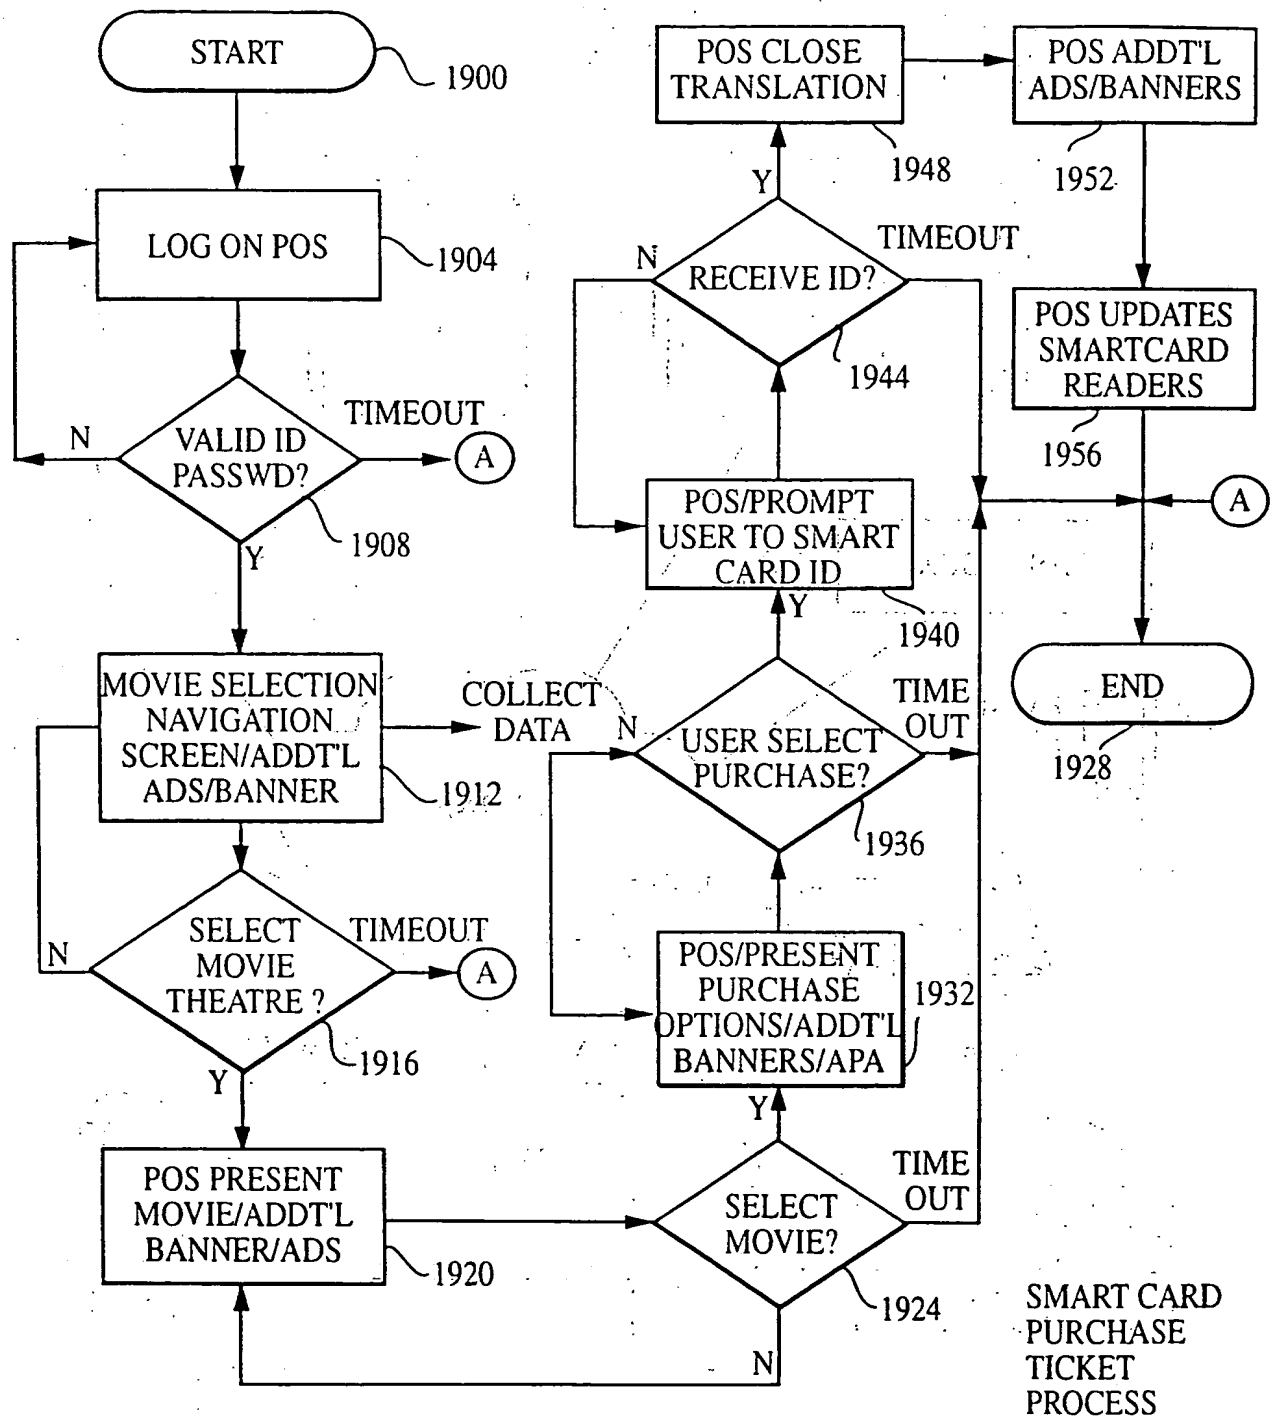 START
1900
LOG ON POS
1904
N
VALID ID
PASSWD?
TIMEOUT
A
1908
Y
MOVIE SELECTION
NAVIGATION
SCREEN/ADDT'L
ADS/BANNER
COLLECT
DATA
1912
N
SELECT
MOVIE
THEATRE ?
TIMEOUT
A
1916
Y
POS PRESENT
MOVIE/ADDT'L
BANNER/ADS
1920
SELECT
MOVIE?
TIME
OUT
1924
N
Y
POS/PRESENT
PURCHASE
OPTIONS/ADDT'L
BANNERS/APA
1932
USER SELECT
PURCHASE?
N
TIME
OUT
1936
Y
POS/PROMPT
USER TO SMART
CARD ID
1940
RECEIVE ID?
N
TIMEOUT
1944
Y
POS CLOSE
TRANSLATION
1948
POS ADDT'L
ADS/BANNERS
1952
POS UPDATES
SMARTCARD
READERS
1956
A
END
1928
SMART CARD
PURCHASE
TICKET
PROCESS